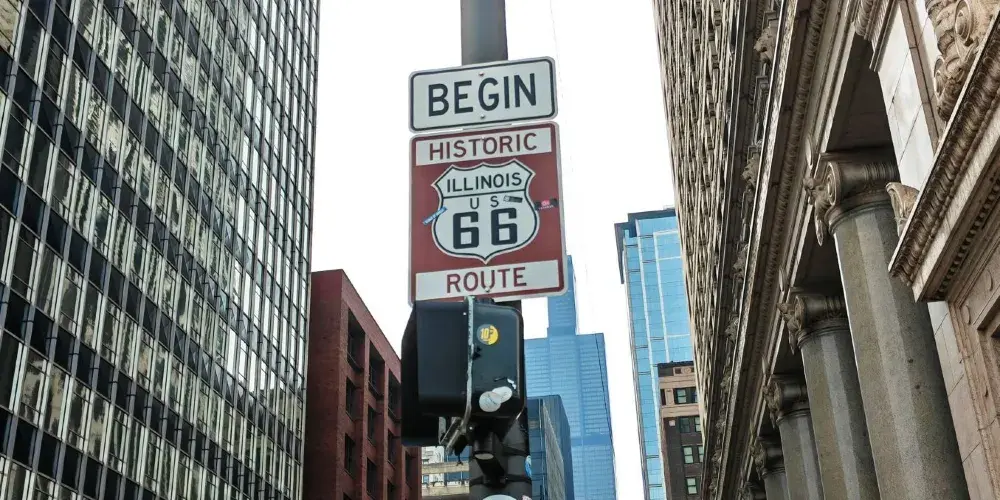 BEGIN
HISTORIC
ILLINOIS
US
66
ROUTE